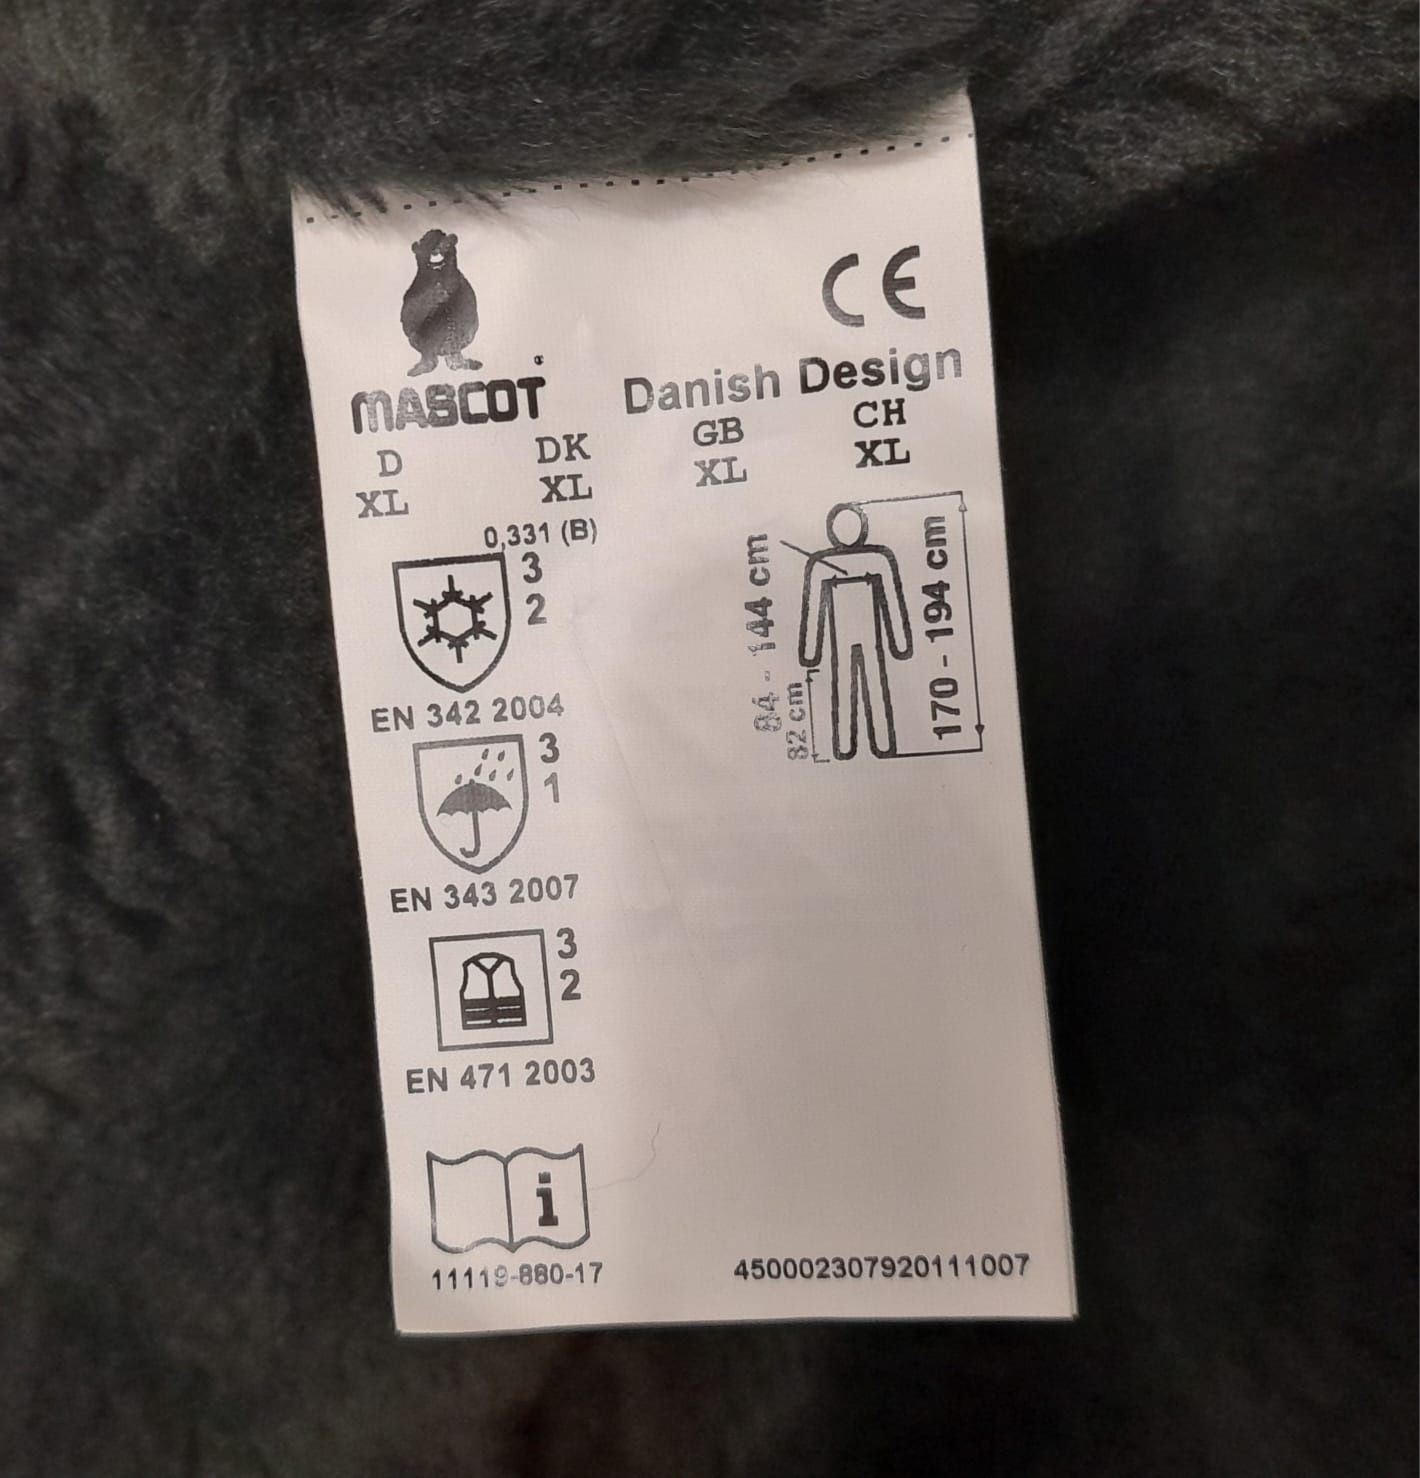 CE
MASCOT®
Danish Design
D DK GB CH
XL XL XL XL
0,331 (B)
3
2
EN 342 2004
3
1
EN 343 2007
3
2
EN 471 2003
84 - 144 cm
82 cm
170 - 194 cm
i
11119-880-17
450002307920111007